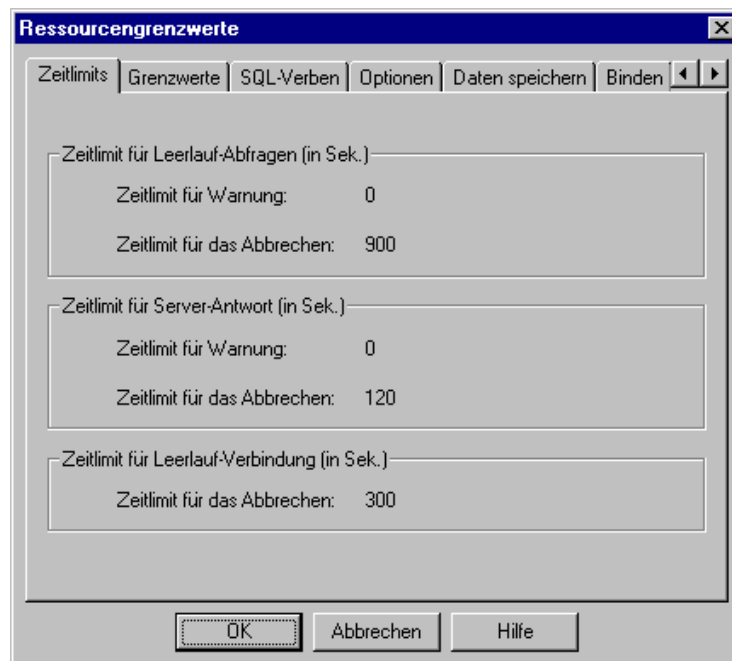 Ressourcengrenzwerte
Zeitlimits Grenzwerte SQL-Verben Optionen Daten speichern Binden
Zeitlimit für Leerlauf-Abfragen (in Sek.)
Zeitlimit für Warnung: 0
Zeitlimit für das Abbrechen: 900
Zeitlimit für Server-Antwort (in Sek.)
Zeitlimit für Warnung: 0
Zeitlimit für das Abbrechen: 120
Zeitlimit für Leerlauf-Verbindung (in Sek.)
Zeitlimit für das Abbrechen: 300
OK Abbrechen Hilfe